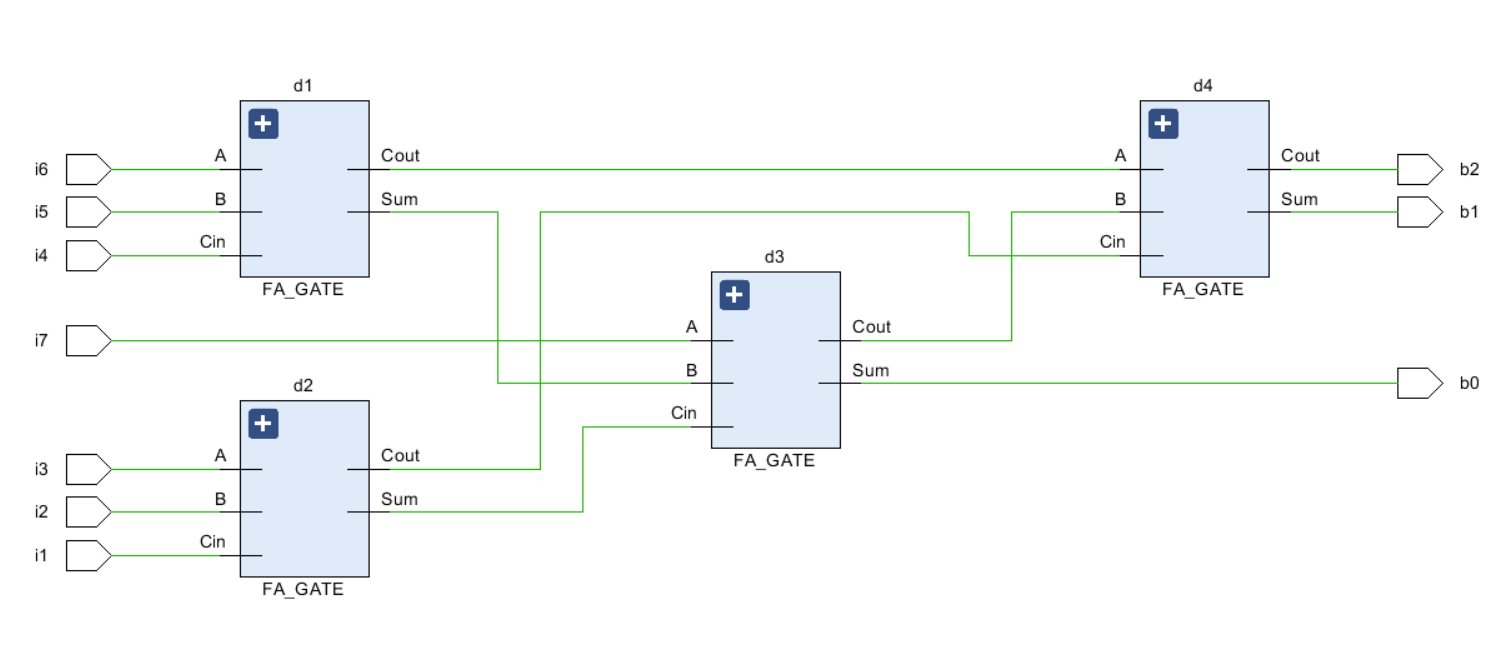 d1
i6
A
Cout
i5
B
Sum
i4
Cin
FA_GATE
d4
A
Cout
b2
B
Sum
b1
Cin
FA_GATE
i7
d3
A
Cout
B
Sum
b0
Cin
FA_GATE
d2
i3
A
Cout
i2
B
Sum
i1
Cin
FA_GATE